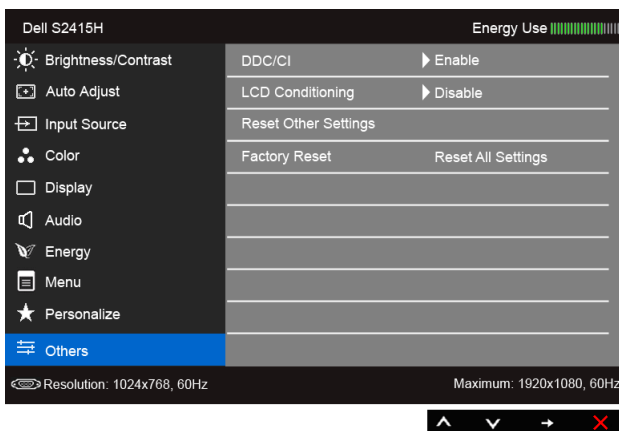 Dell S2415H Energy Use
Brightness/Contrast
DDC/CI Enable
Auto Adjust
LCD Conditioning Disable
Input Source
Reset Other Settings
Color
Factory Reset Reset All Settings
Display
Audio
Energy
Menu
Personalize
Others
Resolution: 1024x768, 60Hz Maximum: 1920x1080, 60Hz